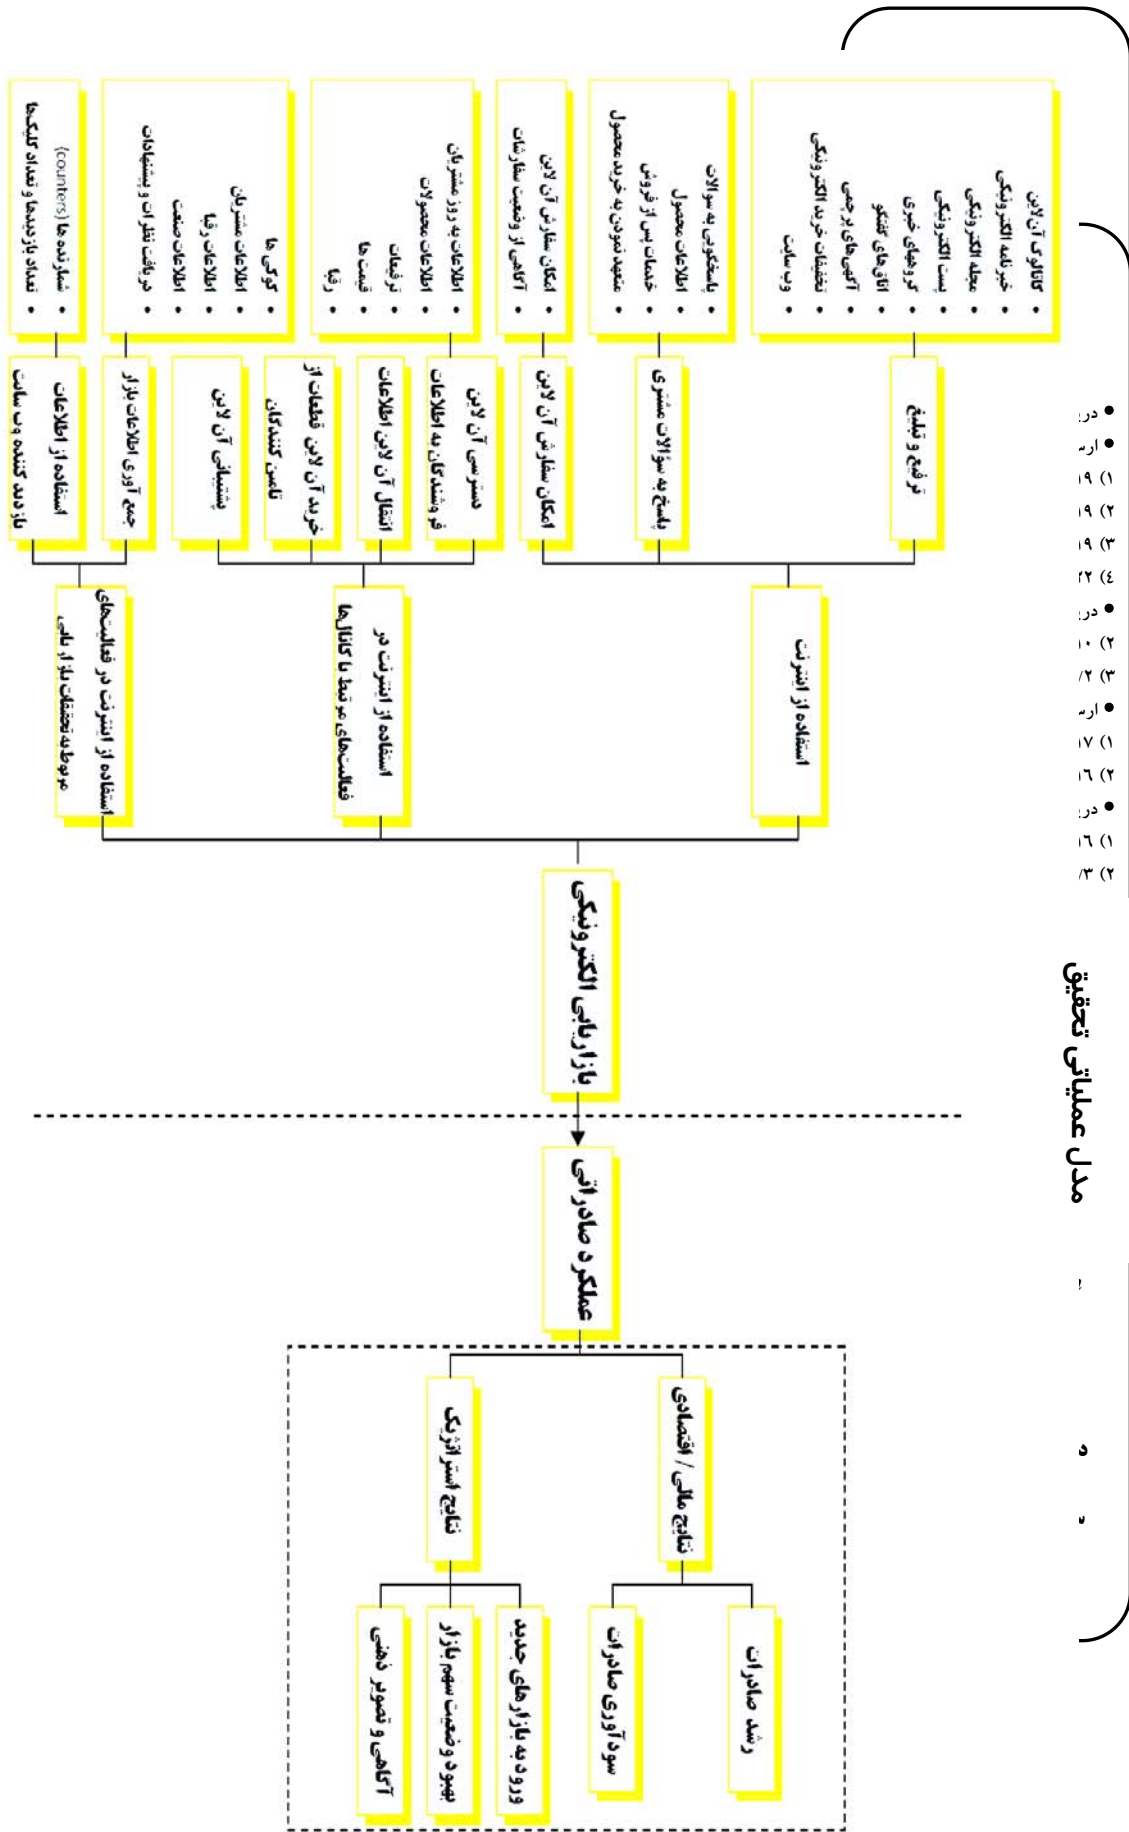 مدل عملیاتی تحقیق
کاتالوگ آن لاین
خبرنامه الکترونیکی
مجله الکترونیکی
پست الکترونیکی
گروههای خبری
اتاق‌های گفتگو
آگهی‌های پرچمی
تخفیفات خرید الکترونیکی
وب سایت
پاسخگویی به سوالات
اطلاعات محصول
خدمات پس از فروش
متعهد نمودن به خرید محصول
امکان سفارش آن لاین
آگاهی از وضعیت سفارشات
اطلاعات به روز مشتریان
اطلاعات محصولات
ترفیعات
قیمت ها
رقبا
کوکی ها
اطلاعات مشتریان
اطلاعات رقبا
اطلاعات صنعت
دریافت نظرات و پیشنهادات
شمارنده ها (counters)
تعداد بازدیدها و تعداد کلیک‌ها
ترفیع و تبلیغ
پاسخ به سؤالات مشتری
امکان سفارش آن لاین
دسترسی آن لاین
فروشندگان به اطلاعات
انتقال آن لاین اطلاعات
خرید آن لاین قطعات از
تامین کنندگان
پشتیبانی آن لاین
جمع آوری اطلاعات بازار
استفاده از اطلاعات
بازدید کننده وب سایت
استفاده از اینترنت
استفاده از اینترنت در
فعالیت‌های مرتبط با کانال‌ها
استفاده از اینترنت در فعالیت‌های
مربوط به تحقیقات بازاریابی
بازاریابی الکترونیکی
عملکرد صادراتی
نتایج مالی / اقتصادی
نتایج استراتژیک
رشد صادرات
سودآوری صادرات
ورود به بازارهای جدید
بهبود وضعیت سهم بازار
آگاهی و تصویر ذهنی